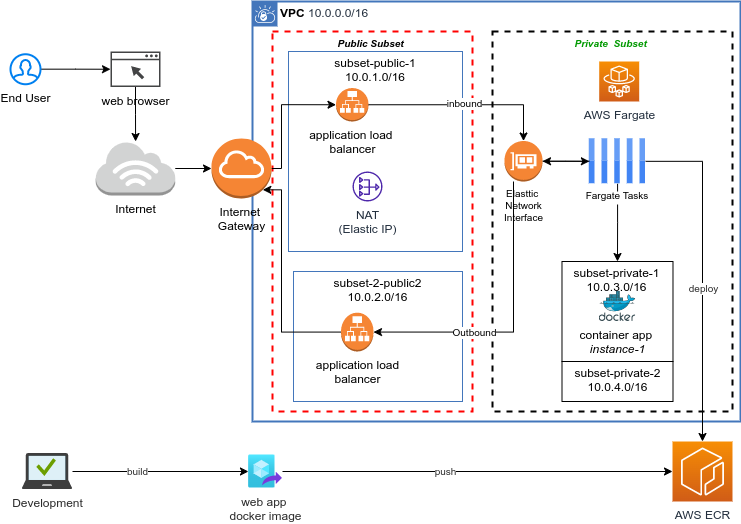 VPC 10.0.0.0/16
Public Subset
Private Subset
subset-public-1
10.0.1.0/16
End User
web browser
inbound
AWS Fargate
application load
balancer
Internet
Internet
Gateway
NAT
(Elastic IP)
Elastic
Network
Interface
Fargate Tasks
subset-2-public2
10.0.2.0/16
subset-private-1
10.0.3.0/16
docker
deploy
Outbound
container app
instance-1
application load
balancer
subset-private-2
10.0.4.0/16
build
push
Development
web app
docker image
AWS ECR